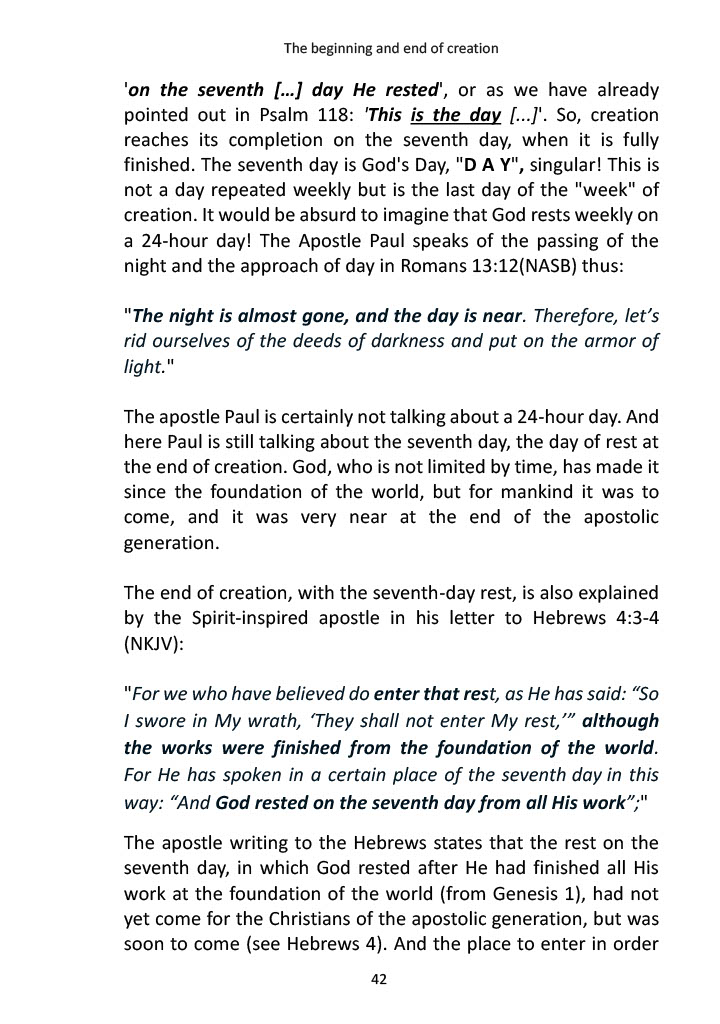 The beginning and end of creation
'on the seventh […] day He rested', or as we have already
pointed out in Psalm 118: 'This is the day [...]'. So, creation
reaches its completion on the seventh day, when it is fully
finished. The seventh day is God's Day, "D A Y", singular! This is
not a day repeated weekly but is the last day of the "week" of
creation. It would be absurd to imagine that God rests weekly on
a 24-hour day! The Apostle Paul speaks of the passing of the
night and the approach of day in Romans 13:12(NASB) thus:
"The night is almost gone, and the day is near. Therefore, let’s
rid ourselves of the deeds of darkness and put on the armor of
light."
The apostle Paul is certainly not talking about a 24-hour day. And
here Paul is still talking about the seventh day, the day of rest at
the end of creation. God, who is not limited by time, has made it
since the foundation of the world, but for mankind it was to
come, and it was very near at the end of the apostolic
generation.
The end of creation, with the seventh-day rest, is also explained
by the Spirit-inspired apostle in his letter to Hebrews 4:3-4
(NKJV):
"For we who have believed do enter that rest, as He has said: “So
I swore in My wrath, ‘They shall not enter My rest,’” although
the works were finished from the foundation of the world.
For He has spoken in a certain place of the seventh day in this
way: “And God rested on the seventh day from all His work”;"
The apostle writing to the Hebrews states that the rest on the
seventh day, in which God rested after He had finished all His
work at the foundation of the world (from Genesis 1), had not
yet come for the Christians of the apostolic generation, but was
soon to come (see Hebrews 4). And the place to enter in order
42